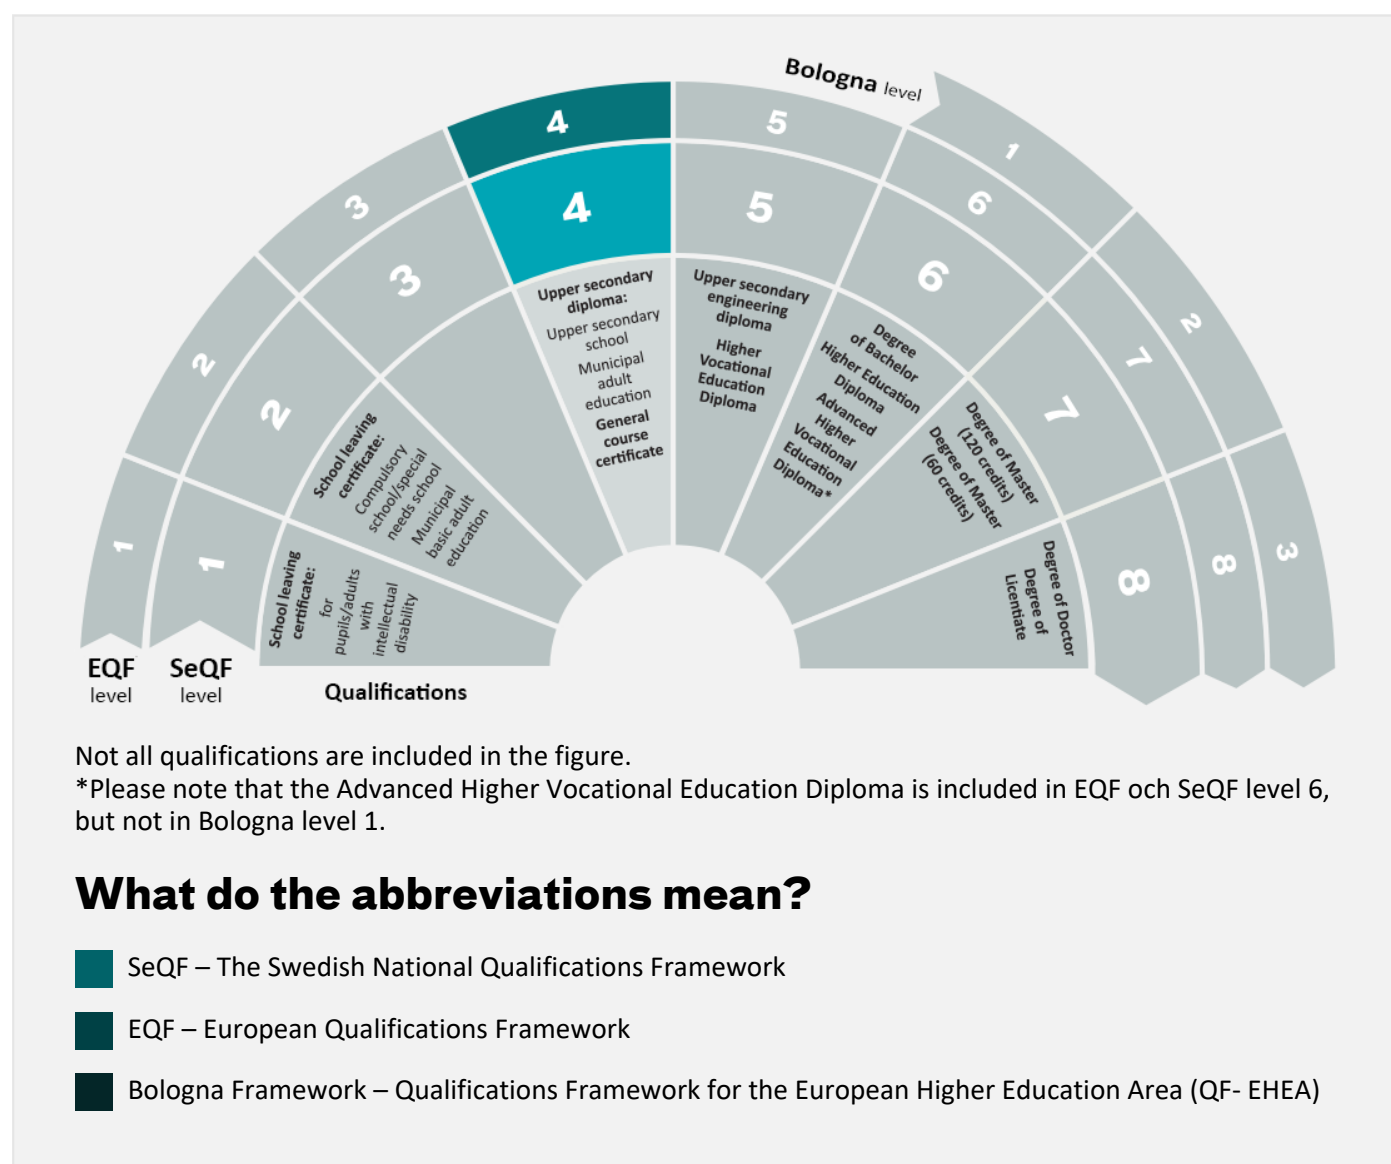 Bologna level
1
2
3
4
5
6
7
8
1
2
3
4
5
6
7
8
1
2
3
School leaving
certificate:
for
pupils/adults
with
intellectual
disability
School leaving
certificate:
Compulsory
school/special
needs school
Municipal
basic adult
education
Upper secondary
diploma:
Upper secondary
school
Municipal
adult
education
General
course
certificate
Upper secondary
engineering
diploma
Higher
Vocational
Education
Diploma
Degree
of Bachelor
Higher Education
Diploma
Advanced
Higher
Vocational
Education
Diploma*
Degree of Master
(120 credits)
Degree of Master
(60 credits)
Degree of Doctor
Degree of
Licentiate
EQF
level
SeQF
level
Qualifications
Not all qualifications are included in the figure.
*Please note that the Advanced Higher Vocational Education Diploma is included in EQF och SeQF level 6,
but not in Bologna level 1.
What do the abbreviations mean?
SeQF – The Swedish National Qualifications Framework
EQF – European Qualifications Framework
Bologna Framework – Qualifications Framework for the European Higher Education Area (QF- EHEA)